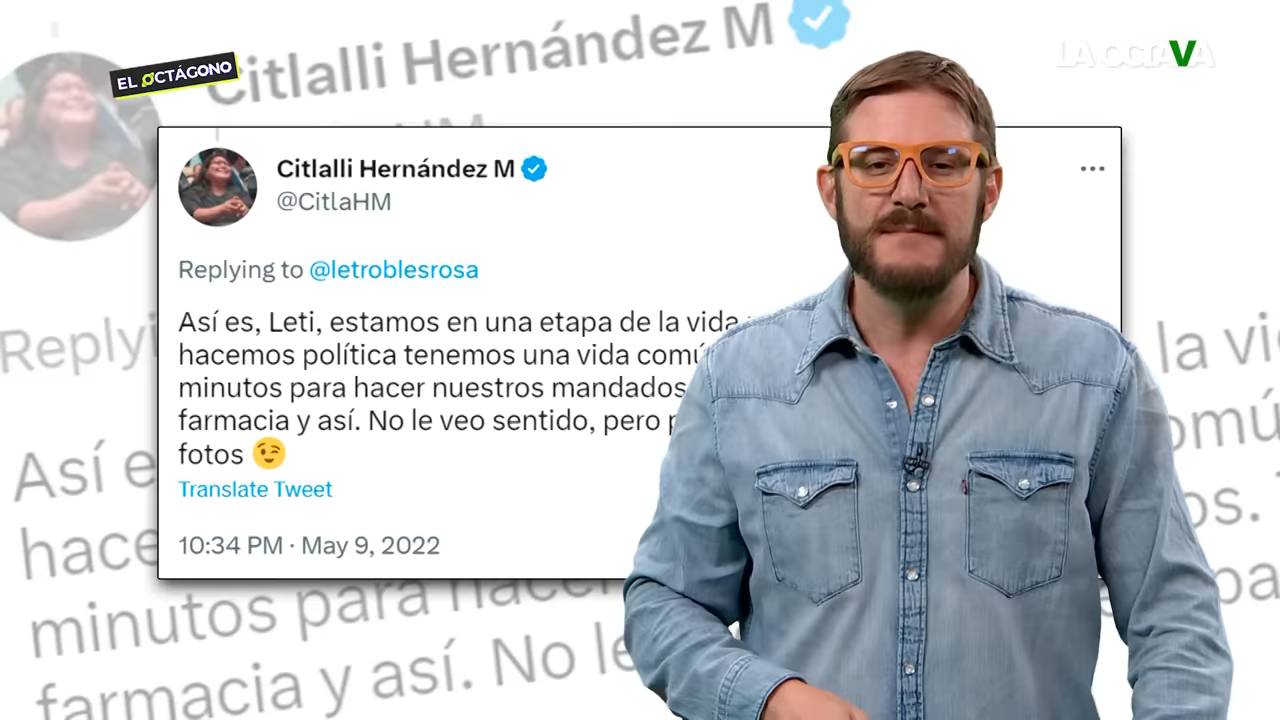 EL OCTÁGONO
LA OCTAVA
Citlalli Hernández M
Citlalli Hernández M
@CitlaHM
Replying to @letroblesrosa
Así es, Leti, estamos en una etapa de la vida
hacemos política tenemos una vida comú
minutos para hacer nuestros mandados
farmacia y así. No le veo sentido, pero p
fotos 😉
Translate Tweet
10:34 PM · May 9, 2022
Replyi
la vi
Así e
omú
hace
os.
minutos para hacer
pa
farmacia y así. No le